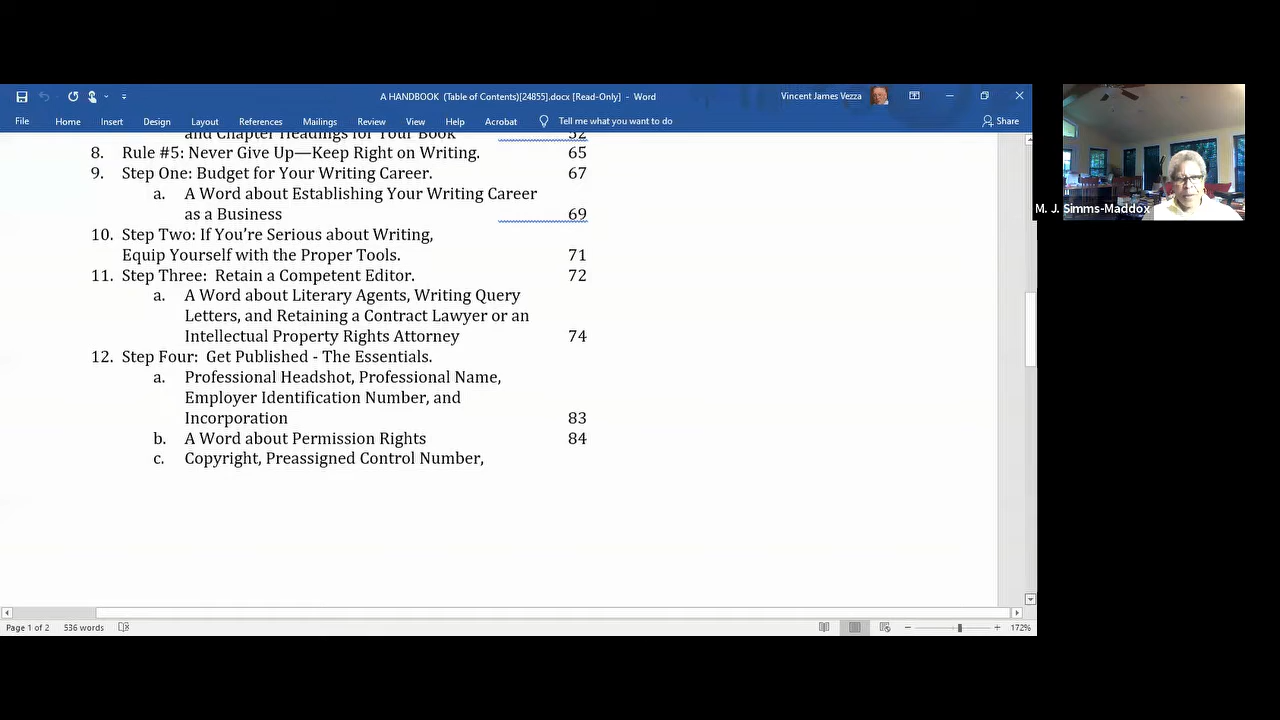 A HANDBOOK (Table of Contents)[24855].docx [Read-Only] - Word
Vincent James Vezza
File Home Insert Design Layout References Mailings Review View Help Acrobat Tell me what you want to do Share
and Chapter Headings for Your Book 52
8. Rule #5: Never Give Up—Keep Right on Writing. 65
9. Step One: Budget for Your Writing Career. 67
a. A Word about Establishing Your Writing Career
as a Business 69
10. Step Two: If You’re Serious about Writing,
Equip Yourself with the Proper Tools. 71
11. Step Three: Retain a Competent Editor. 72
a. A Word about Literary Agents, Writing Query
Letters, and Retaining a Contract Lawyer or an
Intellectual Property Rights Attorney 74
12. Step Four: Get Published - The Essentials.
a. Professional Headshot, Professional Name,
Employer Identification Number, and
Incorporation 83
b. A Word about Permission Rights 84
c. Copyright, Preassigned Control Number,
Page 1 of 2 536 words 172%
M. J. Simms-Maddox